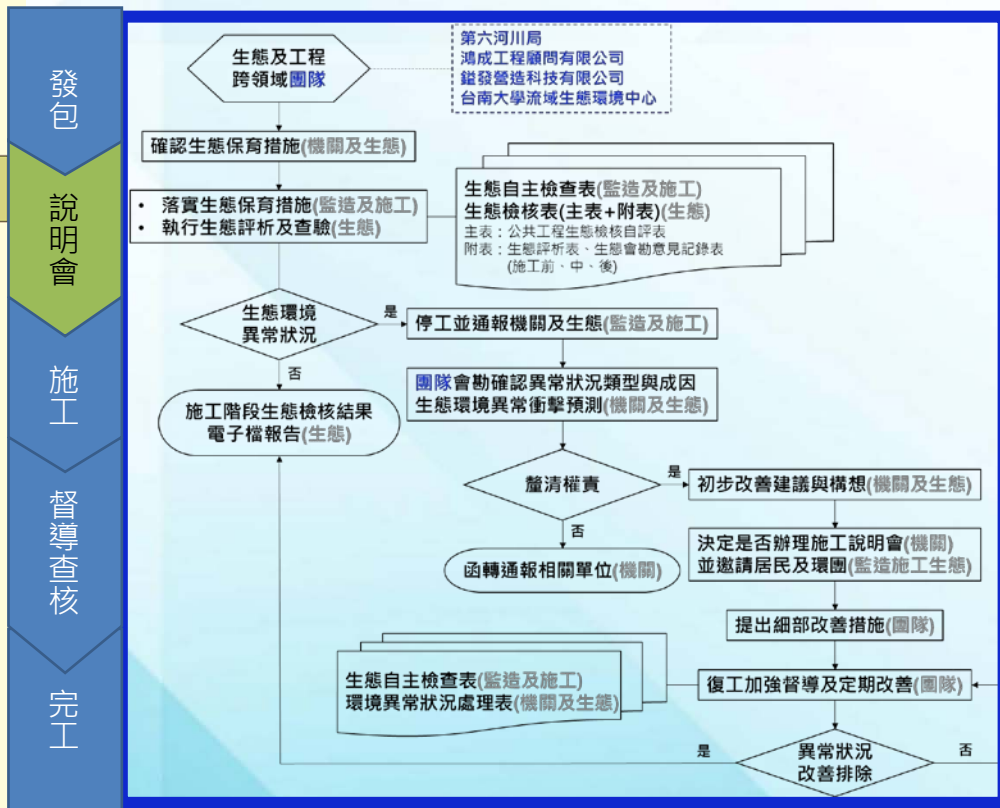 發包
說明會
施工
督導查核
完工
生態及工程
跨領域團隊
第六河川局
鴻成工程顧問有限公司
鎰發營造科技有限公司
台南大學流域生態環境中心
確認生態保育措施(機關及生態)
• 落實生態保育措施(監造及施工)
• 執行生態評析及查驗(生態)
生態自主檢查表(監造及施工)
生態檢核表(主表+附表)(生態)
主表：公共工程生態檢核自評表
附表：生態評析表、生態會勘意見記錄表
(施工前、中、後)
生態環境
異常狀況
是
停工並通報機關及生態(監造及施工)
否
施工階段生態檢核結果
電子檔報告(生態)
團隊會勘確認異常狀況類型與成因
生態環境異常衝擊預測(機關及生態)
釐清權責
是
初步改善建議與構想(機關及生態)
否
函轉通報相關單位(機關)
決定是否辦理施工說明會(機關)
並邀請居民及環團(監造施工生態)
提出細部改善措施(團隊)
生態自主檢查表(監造及施工)
環境異常狀況處理表(機關及生態)
復工加強督導及定期改善(團隊)
是
異常狀況
改善排除
否